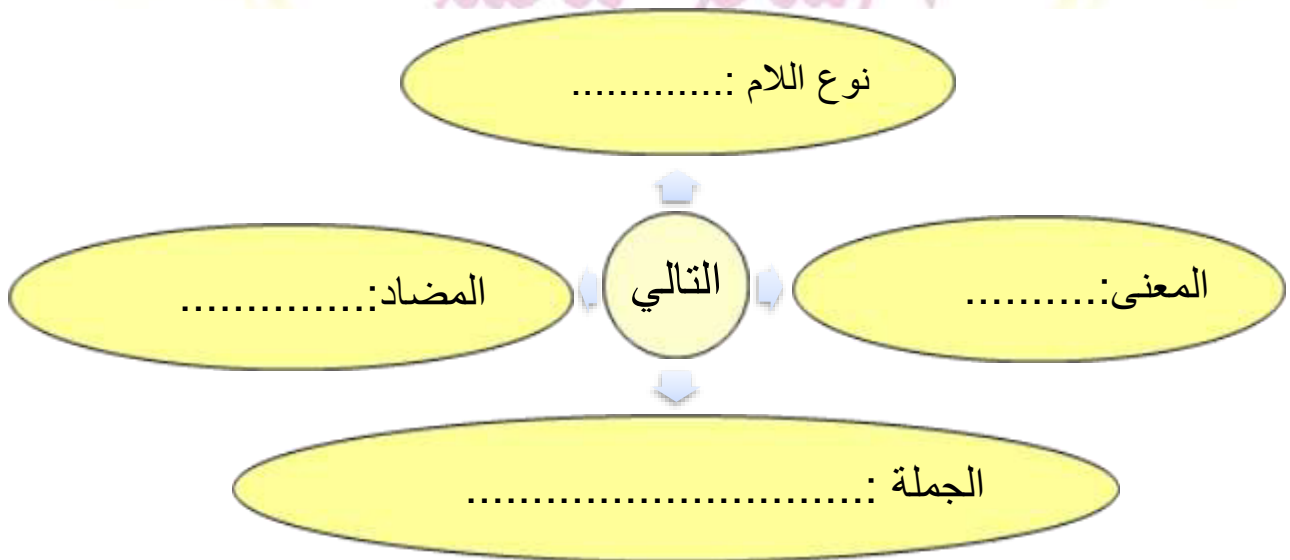 نوع اللام :.............
المعنى:..........
التالي
المضاد:..............
الجملة :..............................